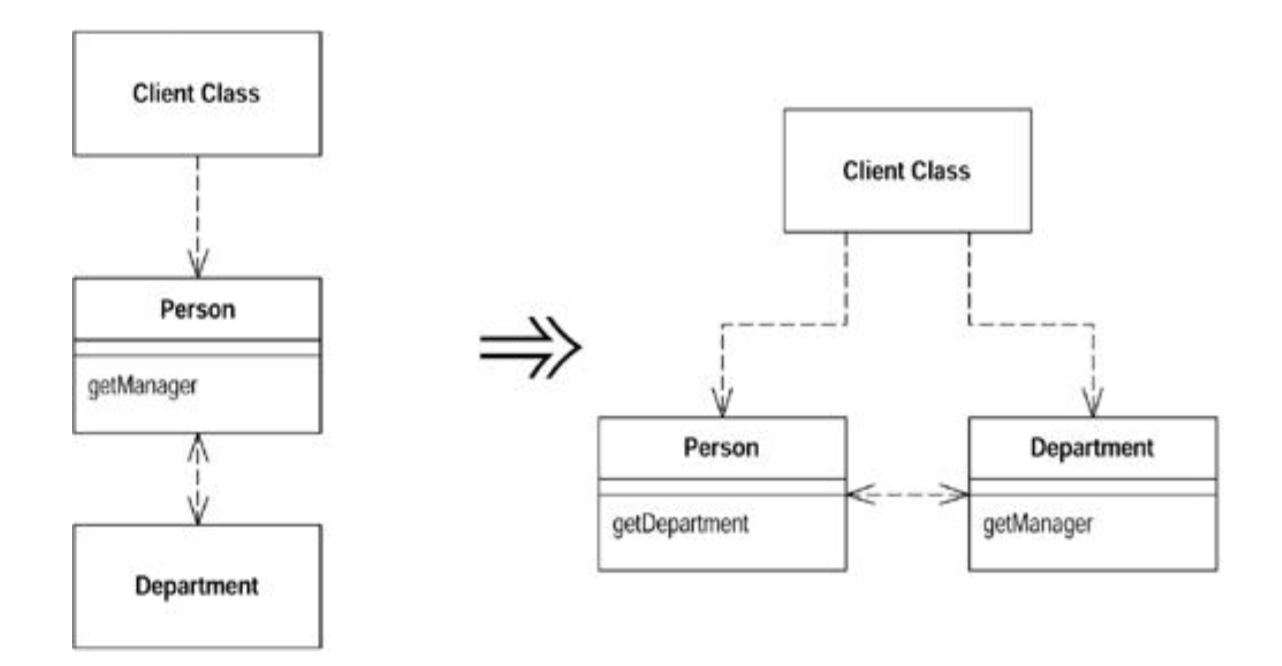 Client Class
Person
getManager
Department
Client Class
Person
getDepartment
Department
getManager